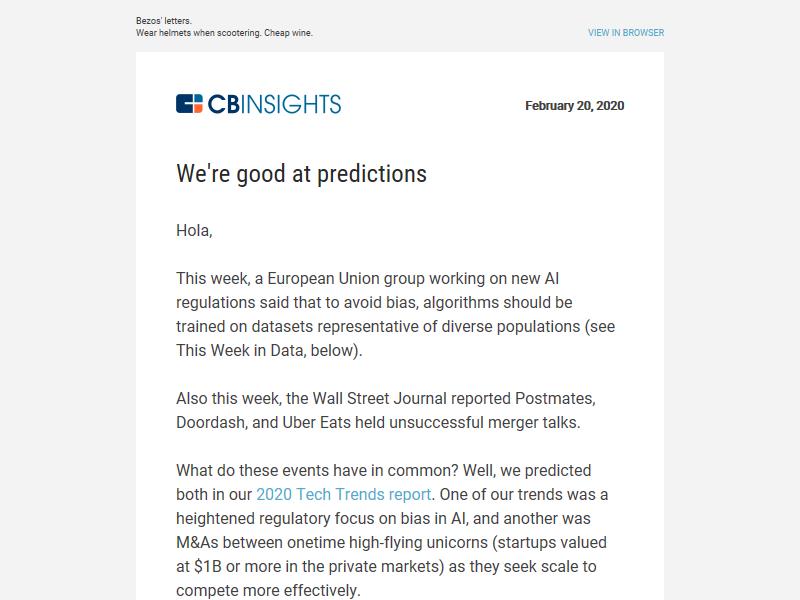 Bezos' letters.
Wear helmets when scootering. Cheap wine.
VIEW IN BROWSER
CBINSIGHTS
February 20, 2020
We're good at predictions
Hola,
This week, a European Union group working on new AI
regulations said that to avoid bias, algorithms should be
trained on datasets representative of diverse populations (see
This Week in Data, below).
Also this week, the Wall Street Journal reported Postmates,
Doordash, and Uber Eats held unsuccessful merger talks.
What do these events have in common? Well, we predicted
both in our 2020 Tech Trends report. One of our trends was a
heightened regulatory focus on bias in AI, and another was
M&As between onetime high-flying unicorns (startups valued
at $1B or more in the private markets) as they seek scale to
compete more effectively.